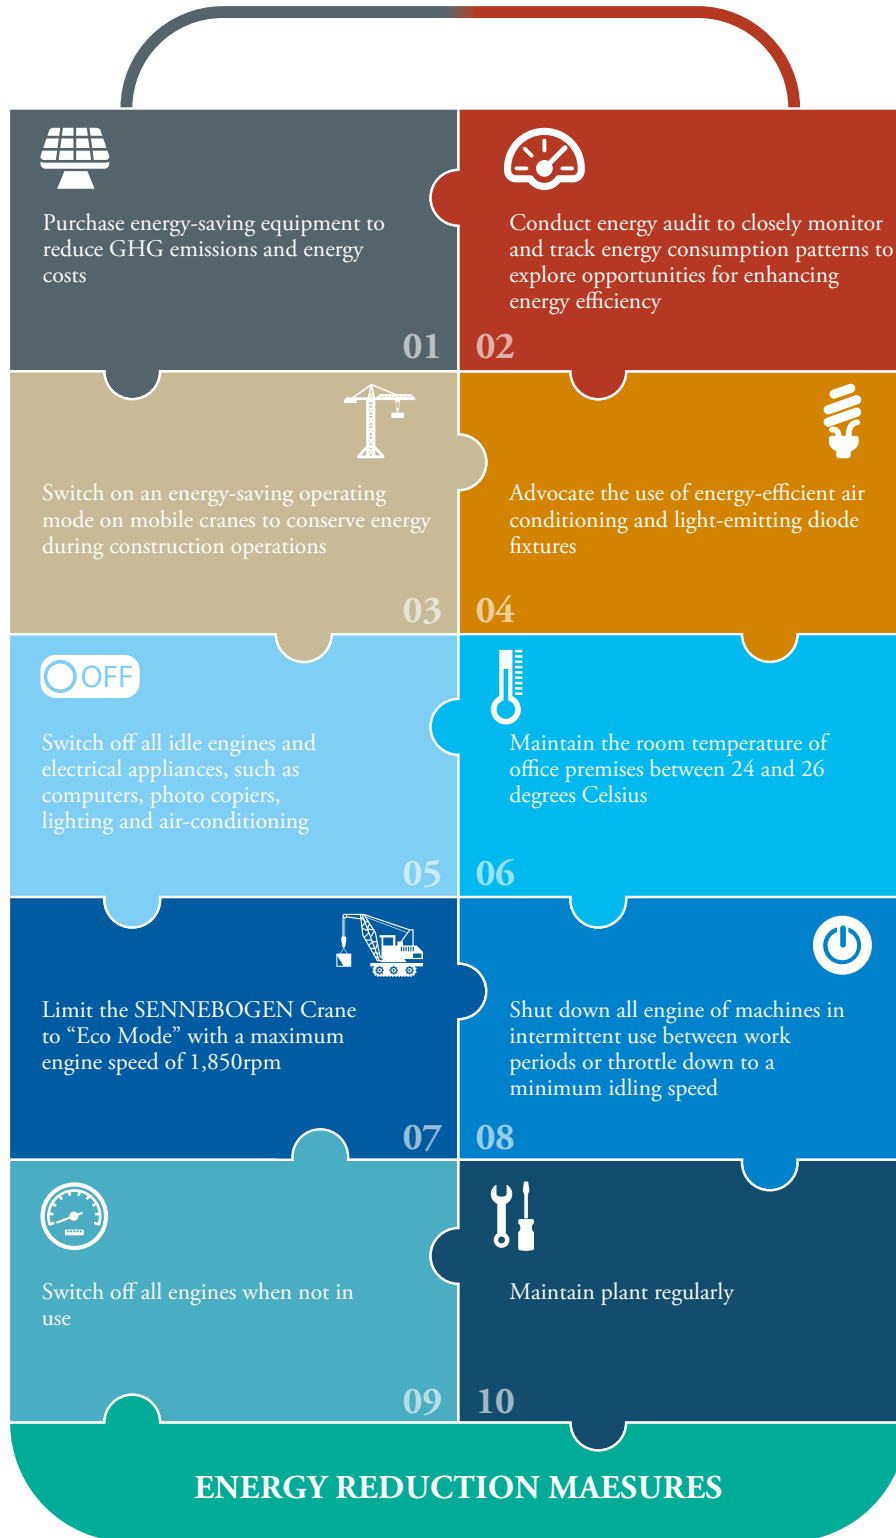 Purchase energy-saving equipment to
reduce GHG emissions and energy
costs
01
Conduct energy audit to closely monitor
and track energy consumption patterns to
explore opportunities for enhancing
energy efficiency
02
Switch on an energy-saving operating
mode on mobile cranes to conserve energy
during construction operations
03
Advocate the use of energy-efficient air
conditioning and light-emitting diode
fixtures
04
OFF
Switch off all idle engines and
electrical appliances, such as
computers, photo copiers,
lighting and air-conditioning
05
Maintain the room temperature of
office premises between 24 and 26
degrees Celsius
06
Limit the SENNEBOGEN Crane
to “Eco Mode” with a maximum
engine speed of 1,850rpm
07
Shut down all engine of machines in
intermittent use between work
periods or throttle down to a
minimum idling speed
08
Switch off all engines when not in
use
09
Maintain plant regularly
10
ENERGY REDUCTION MAESURES